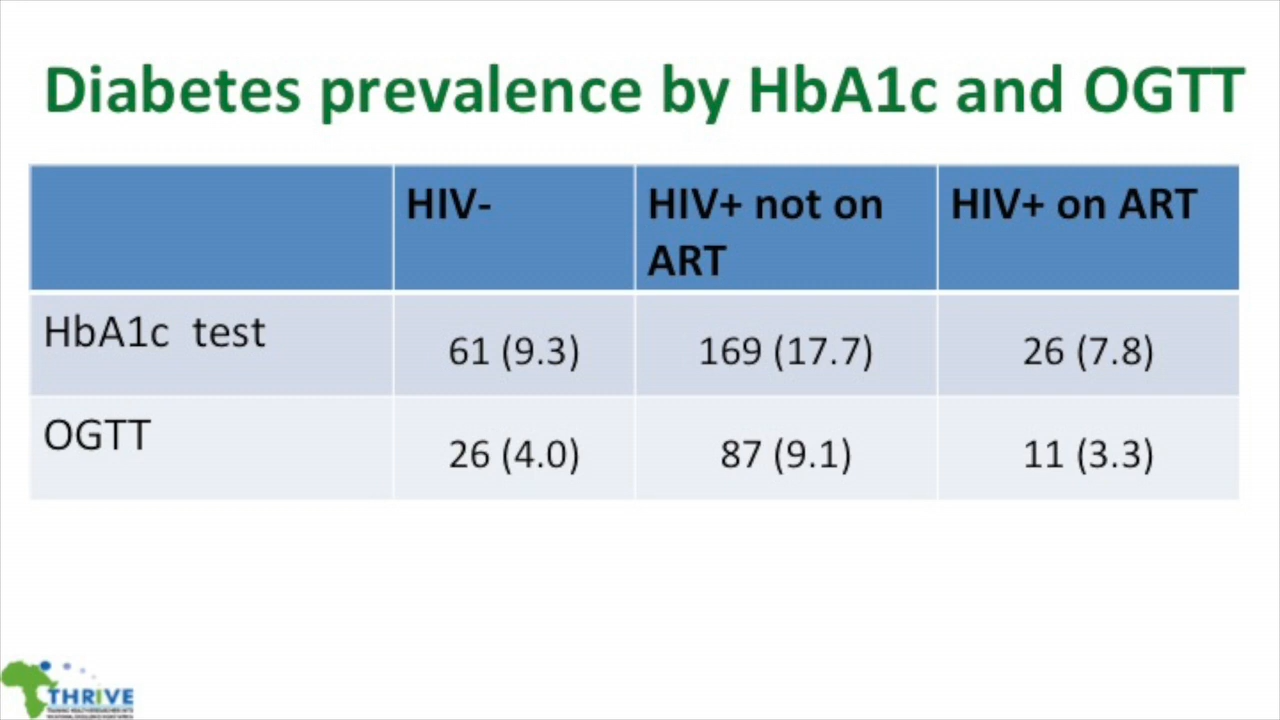 Diabetes prevalence by HbA1c and OGTT
HIV- HIV+ not on ART HIV+ on ART
HbA1c test 61 (9.3) 169 (17.7) 26 (7.8)
OGTT 26 (4.0) 87 (9.1) 11 (3.3)
THRIVE